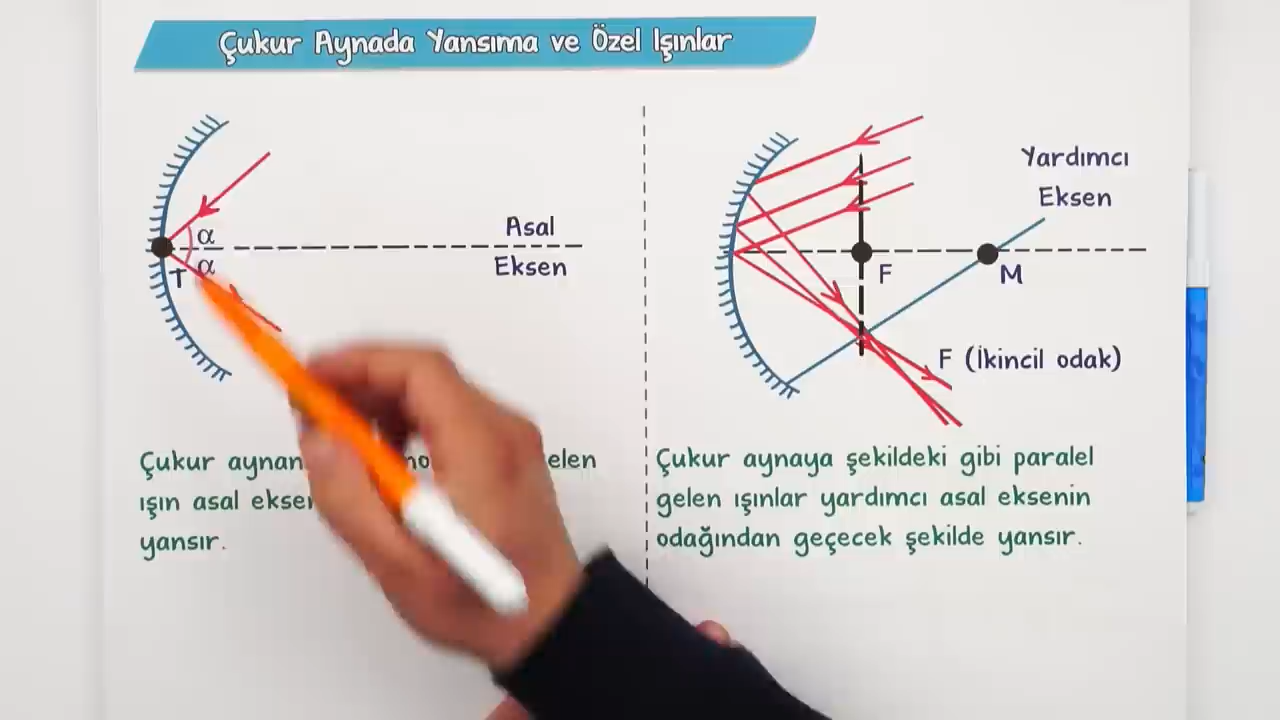 Çukur Aynada Yansıma ve Özel Işınlar
α
α
T
Asal
Eksen
Çukur aynan
elen
ışın asal
yansır.
Yardımcı
Eksen
F
M
F (İkincil odak)
Çukur aynaya şekildeki gibi paralel
gelen ışınlar yardımcı asal eksenin
odağından geçecek şekilde yansır.